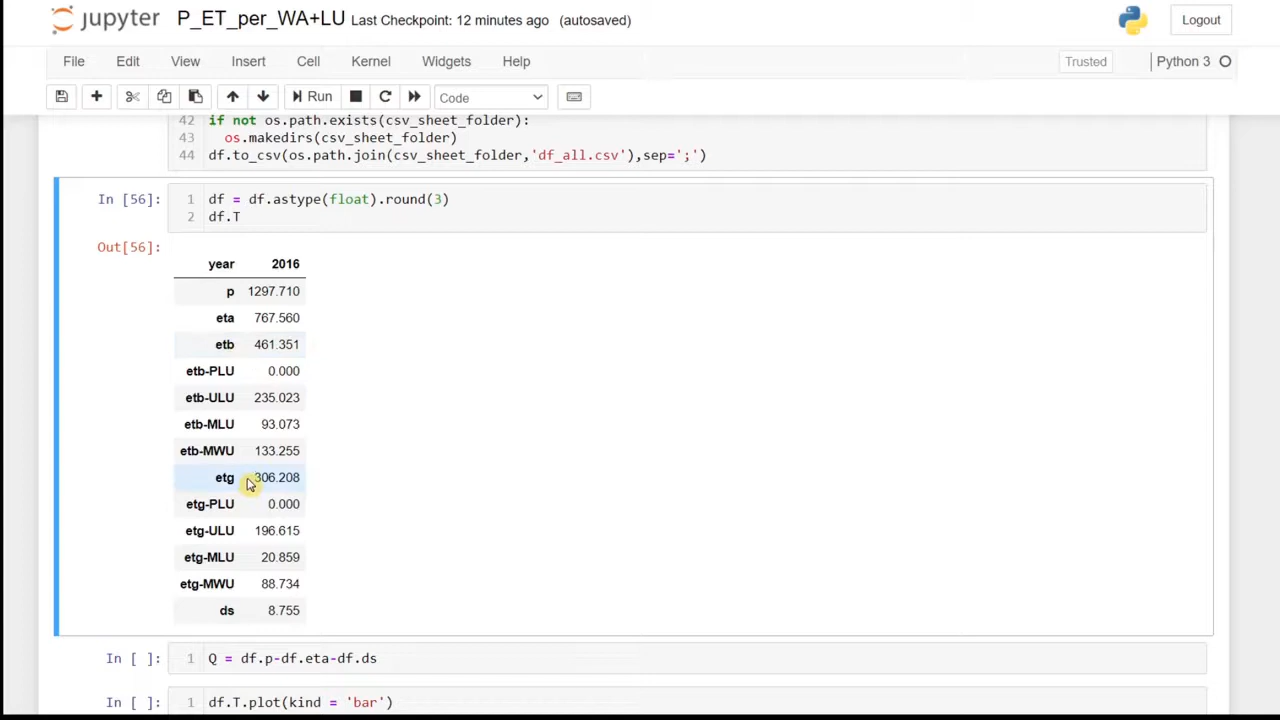 jupyter P_ET_per_WA+LU Last Checkpoint: 12 minutes ago (autosaved) Logout
File Edit View Insert Cell Kernel Widgets Help Trusted Python 3
Run Code
42 if not os.path.exists(csv_sheet_folder):
43 os.makedirs(csv_sheet_folder)
44 df.to_csv(os.path.join(csv_sheet_folder,'df_all.csv'),sep=';')
In [56]: 1 df = df.astype(float).round(3)
2 df.T
Out[56]:
year 2016
p 1297.710
eta 767.560
etb 461.351
etb-PLU 0.000
etb-ULU 235.023
etb-MLU 93.073
etb-MWU 133.255
etg 306.208
etg-PLU 0.000
etg-ULU 196.615
etg-MLU 20.859
etg-MWU 88.734
ds 8.755
In [ ]: 1 Q = df.p-df.eta-df.ds
In [ ]: 1 df.T.plot(kind = 'bar')